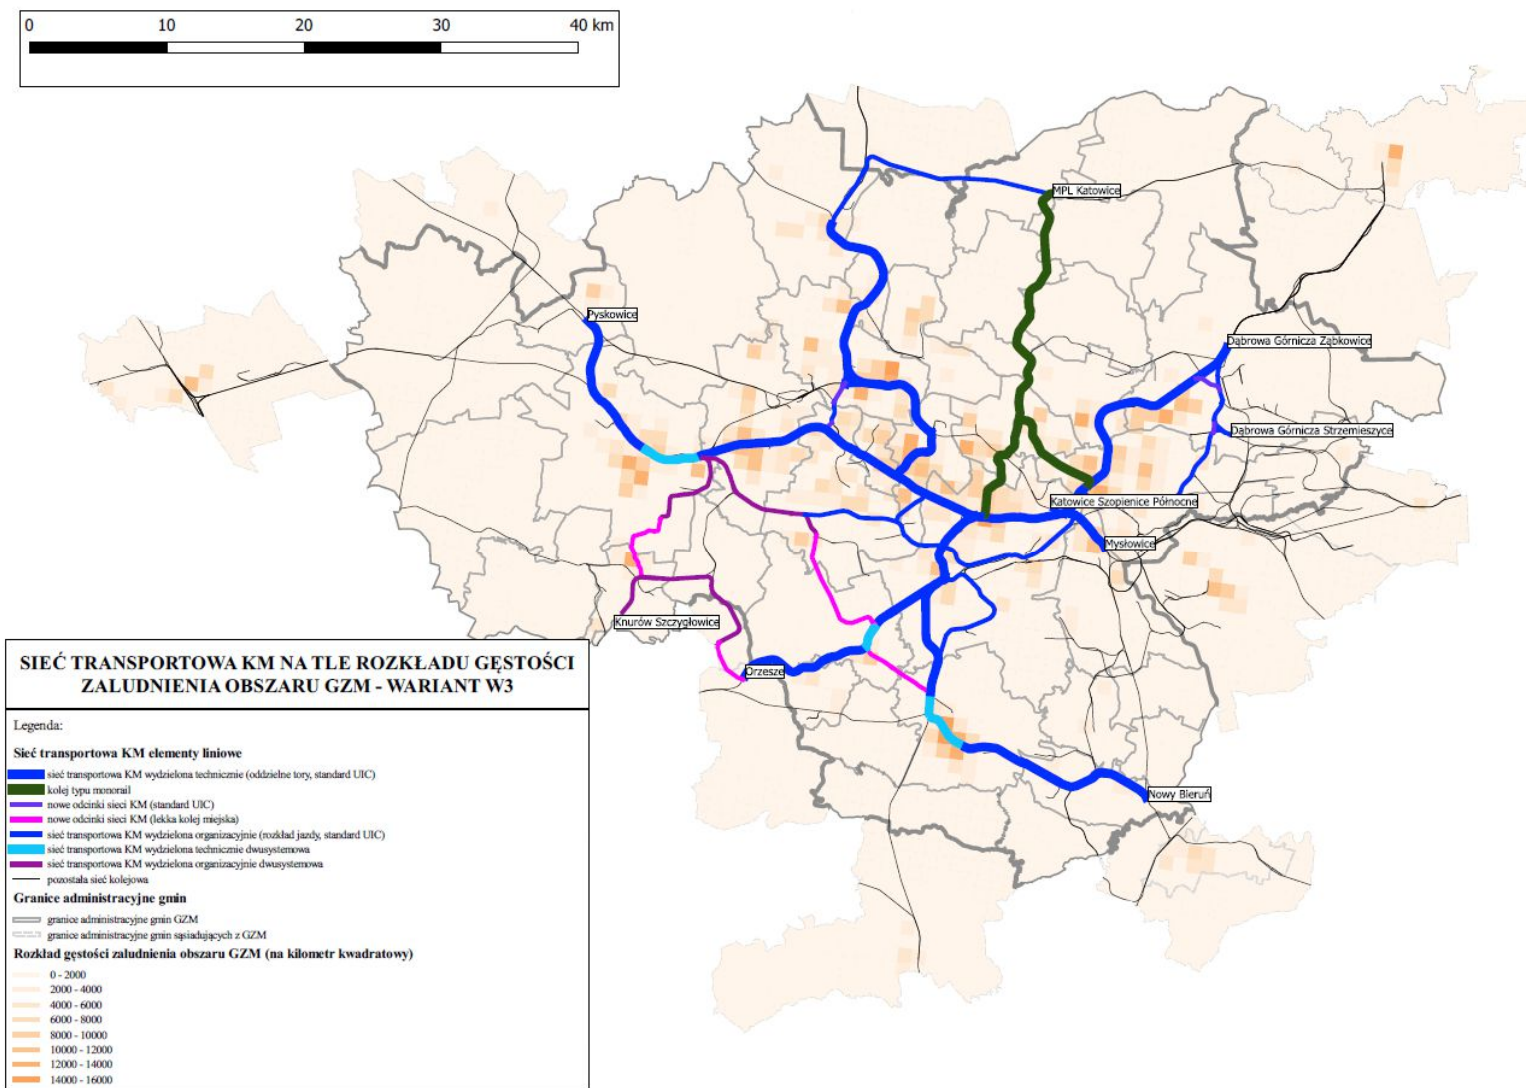 0 10 20 30 40 km
MPL Katowice
Pyskowice
Dąbrowa Górnicza Ząbkowice
Dąbrowa Górnicza Strzemieszyce
Katowice Szopienice Północne
Mysłowice
Knurów Szczygłowice
Orzesze
Nowy Bieruń
SIEĆ TRANSPORTOWA KM NA TLE ROZKŁADU GĘSTOŚCI
ZALUDNIENIA OBSZARU GZM - WARIANT W3
Legenda:
Sieć transportowa KM elementy liniowe
sieć transportowa KM wydzielona technicznie (oddzielne tory, standard UIC)
kolej typu monorail
nowe odcinki sieci KM (standard UIC)
nowe odcinki sieci KM (lekka kolej miejska)
sieć transportowa KM wydzielona organizacyjnie (rozkład jazdy, standard UIC)
sieć transportowa KM wydzielona technicznie dwusystemowa
sieć transportowa KM wydzielona organizacyjnie dwusystemowa
pozostała sieć kolejowa
Granice administracyjne gmin
granice administracyjne gmin GZM
granice administracyjne gmin sąsiadujących z GZM
Rozkład gęstości zaludnienia obszaru GZM (na kilometr kwadratowy)
0 - 2000
2000 - 4000
4000 - 6000
6000 - 8000
8000 - 10000
10000 - 12000
12000 - 14000
14000 - 16000